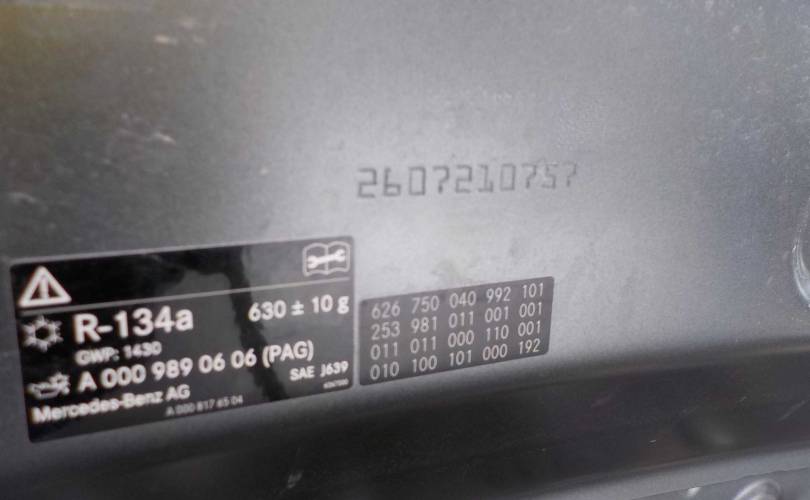 2607210757
R-134a 630 ± 10 g
GWP: 1430
A 000 989 06 06 (PAG)
SAE J639
Mercedes-Benz AG
A 000 817 65 04
626 750 040 992 101
253 981 011 001 001
011 011 000 110 001
010 100 101 000 192